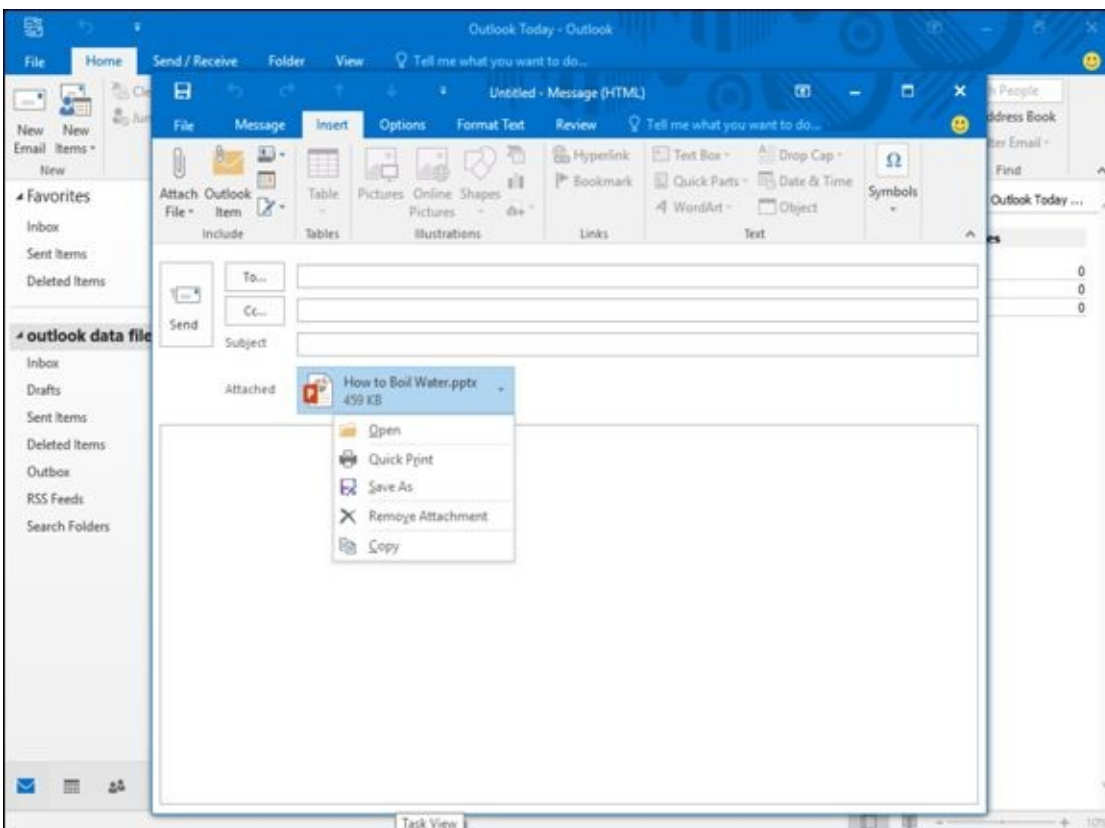 Outlook Today - Outlook
File Home Send / Receive Folder View Tell me what you want to do...
New Email
New Items
New
Favorites
Inbox
Sent Items
Deleted Items
outlook data file
Inbox
Drafts
Sent Items
Deleted Items
Outbox
RSS Feeds
Search Folders
Untitled - Message (HTML)
File Message Insert Options Format Text Review Tell me what you want to do...
Attach File
Outlook Item
Include
Table
Tables
Pictures
Online Pictures
Shapes
Illustrations
Hyperlink
Bookmark
Links
Text Box
Quick Parts
WordArt
Drop Cap
Date & Time
Object
Text
Symbols
Ω
Send
To...
Cc...
Subject
Attached
How to Boil Water.pptx
459 KB
Open
Quick Print
Save As
Remove Attachment
Copy
People
Email
Find
Outlook Today ...
0
0
0
Task View